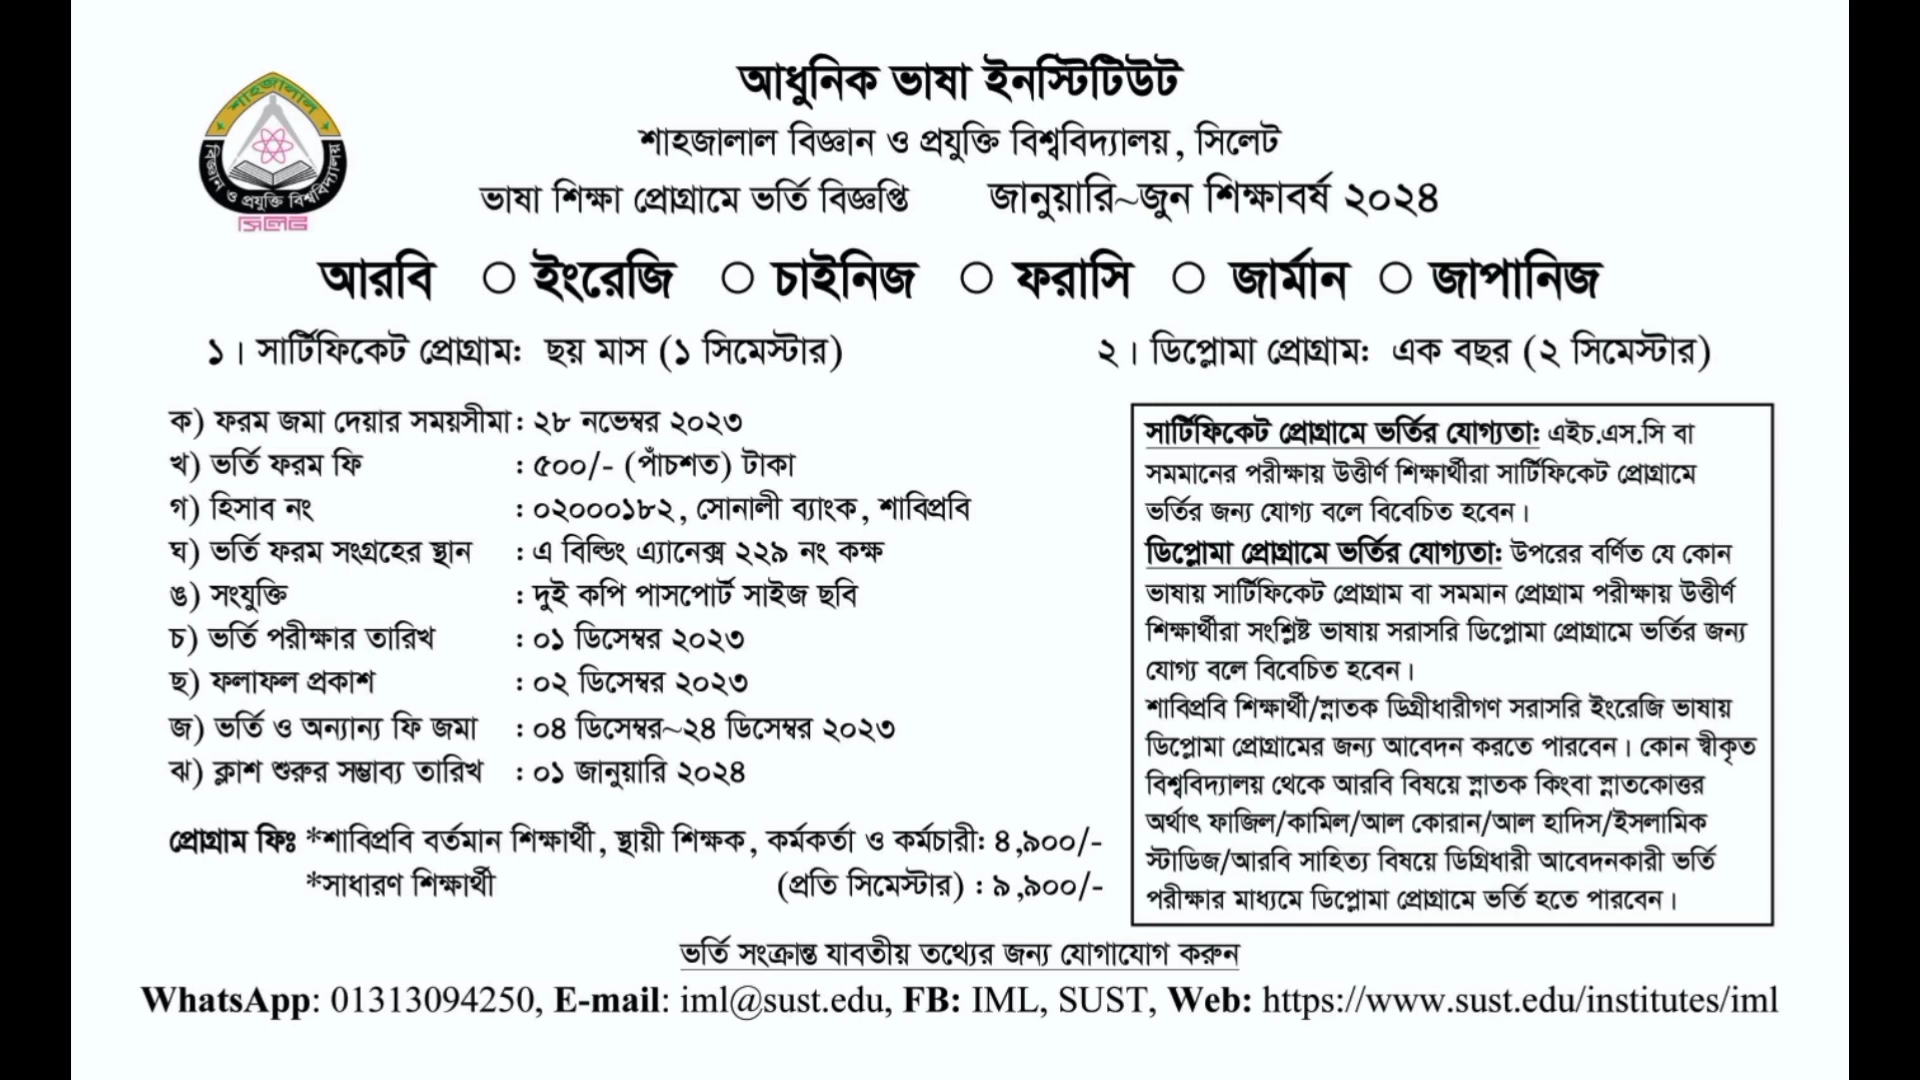 শাহজালাল
বিজ্ঞান ও প্রযুক্তি বিশ্ববিদ্যালয়
সিলেট
আধুনিক ভাষা ইনস্টিটিউট
শাহজালাল বিজ্ঞান ও প্রযুক্তি বিশ্ববিদ্যালয়, সিলেট
ভাষা শিক্ষা প্রোগ্রামে ভর্তি বিজ্ঞপ্তি জানুয়ারি~জুন শিক্ষাবর্ষ ২০২৪
আরবি ○ ইংরেজি ○ চাইনিজ ○ ফরাসি ○ জার্মান ○ জাপানিজ
১। সার্টিফিকেট প্রোগ্রাম: ছয় মাস (১ সিমেস্টার)
২। ডিপ্লোমা প্রোগ্রাম: এক বছর (২ সিমেস্টার)
ক) ফরম জমা দেয়ার সময়সীমা : ২৮ নভেম্বর ২০২৩
খ) ভর্তি ফরম ফি : ৫০০/- (পাঁচশত) টাকা
গ) হিসাব নং : ০২০০০১৮২, সোনালী ব্যাংক, শাবিপ্রবি
ঘ) ভর্তি ফরম সংগ্রহের স্থান : এ বিল্ডিং এ্যানেক্স ২২৯ নং কক্ষ
ঙ) সংযুক্তি : দুই কপি পাসপোর্ট সাইজ ছবি
চ) ভর্তি পরীক্ষার তারিখ : ০১ ডিসেম্বর ২০২৩
ছ) ফলাফল প্রকাশ : ০২ ডিসেম্বর ২০২৩
জ) ভর্তি ও অন্যান্য ফি জমা : ০৪ ডিসেম্বর~২৪ ডিসেম্বর ২০২৩
ঝ) ক্লাশ শুরুর সম্ভাব্য তারিখ : ০১ জানুয়ারি ২০২৪
প্রোগ্রাম ফিঃ *শাবিপ্রবি বর্তমান শিক্ষার্থী, স্থায়ী শিক্ষক, কর্মকর্তা ও কর্মচারী: ৪,৯০০/-
*সাধারণ শিক্ষার্থী (প্রতি সিমেস্টার) : ৯,৯০০/-
সার্টিফিকেট প্রোগ্রামে ভর্তির যোগ্যতা: এইচ.এস.সি বা
সমমানের পরীক্ষায় উত্তীর্ণ শিক্ষার্থীরা সার্টিফিকেট প্রোগ্রামে
ভর্তির জন্য যোগ্য বলে বিবেচিত হবেন।
ডিপ্লোমা প্রোগ্রামে ভর্তির যোগ্যতা: উপরের বর্ণিত যে কোন
ভাষায় সার্টিফিকেট প্রোগ্রাম বা সমমান প্রোগ্রাম পরীক্ষায় উত্তীর্ণ
শিক্ষার্থীরা সংশ্লিষ্ট ভাষায় সরাসরি ডিপ্লোমা প্রোগ্রামে ভর্তির জন্য
যোগ্য বলে বিবেচিত হবেন।
শাবিপ্রবি শিক্ষার্থী/স্নাতক ডিগ্রীধারীগণ সরাসরি ইংরেজি ভাষায়
ডিপ্লোমা প্রোগ্রামের জন্য আবেদন করতে পারবেন। কোন স্বীকৃত
বিশ্ববিদ্যালয় থেকে আরবি বিষয়ে স্নাতক কিংবা স্নাতকোত্তর
অর্থাৎ ফাজিল/কামিল/আল কোরান/আল হাদিস/ইসলামিক
স্টাডিজ/আরবি সাহিত্য বিষয়ে ডিগ্রিধারী আবেদনকারী ভর্তি
পরীক্ষার মাধ্যমে ডিপ্লোমা প্রোগ্রামে ভর্তি হতে পারবেন।
ভর্তি সংক্রান্ত যাবতীয় তথ্যের জন্য যোগাযোগ করুন
WhatsApp: 01313094250, E-mail: iml@sust.edu, FB: IML, SUST, Web: https://www.sust.edu/institutes/iml